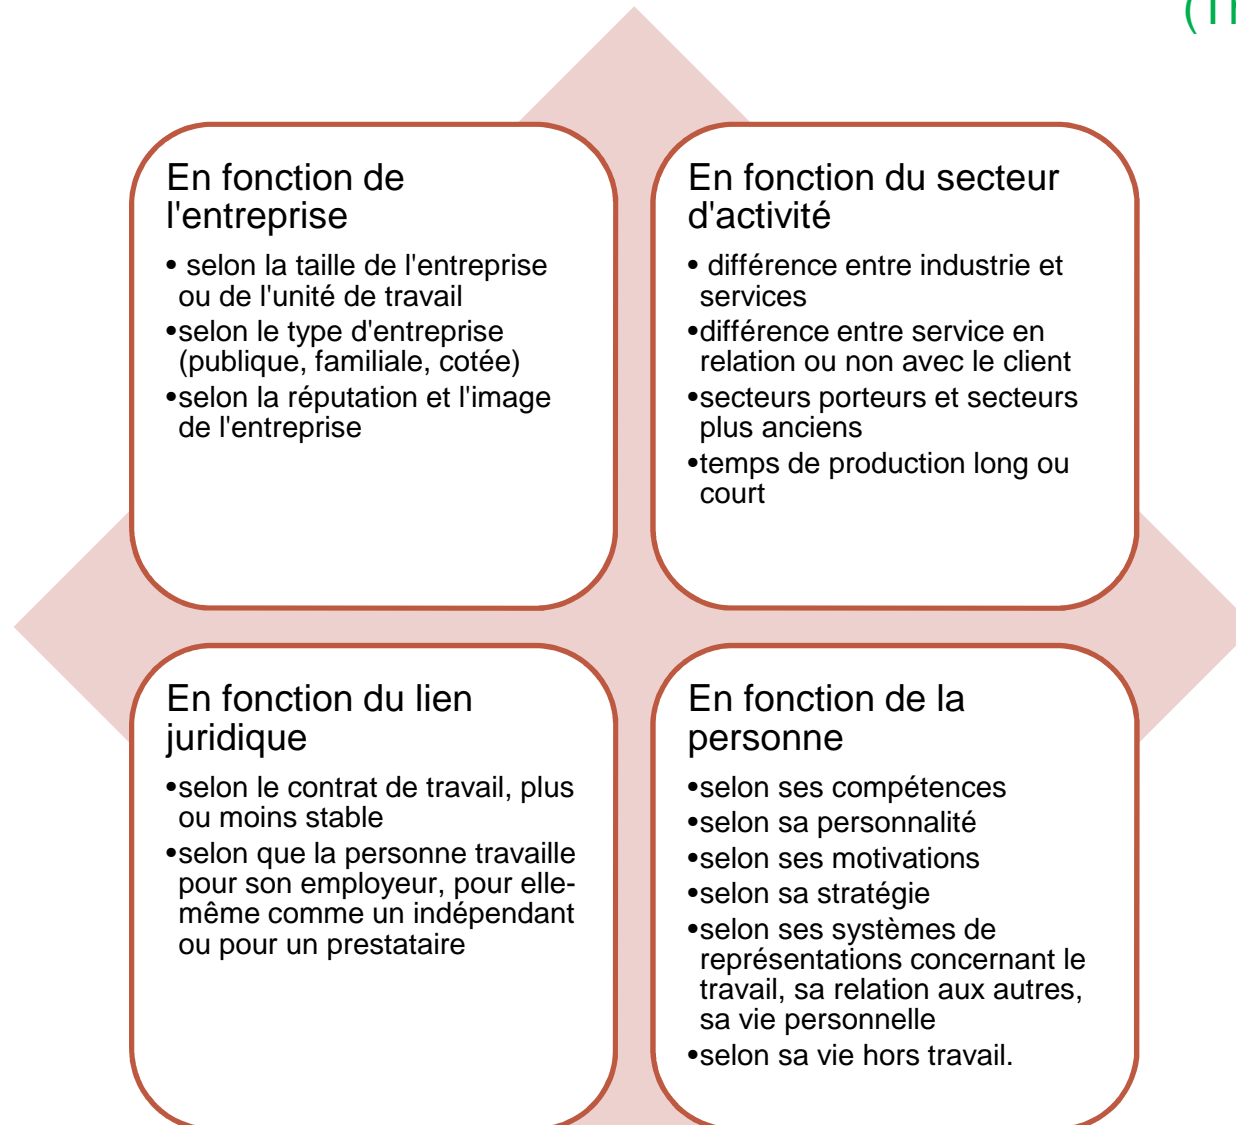 (Th
En fonction de
l'entreprise
• selon la taille de l'entreprise
ou de l'unité de travail
•selon le type d'entreprise
(publique, familiale, cotée)
•selon la réputation et l'image
de l'entreprise
En fonction du secteur
d'activité
• différence entre industrie et
services
•différence entre service en
relation ou non avec le client
•secteurs porteurs et secteurs
plus anciens
•temps de production long ou
court
En fonction du lien
juridique
•selon le contrat de travail, plus
ou moins stable
•selon que la personne travaille
pour son employeur, pour elle-
même comme un indépendant
ou pour un prestataire
En fonction de la
personne
•selon ses compétences
•selon sa personnalité
•selon ses motivations
•selon sa stratégie
•selon ses systèmes de
représentations concernant le
travail, sa relation aux autres,
sa vie personnelle
•selon sa vie hors travail.